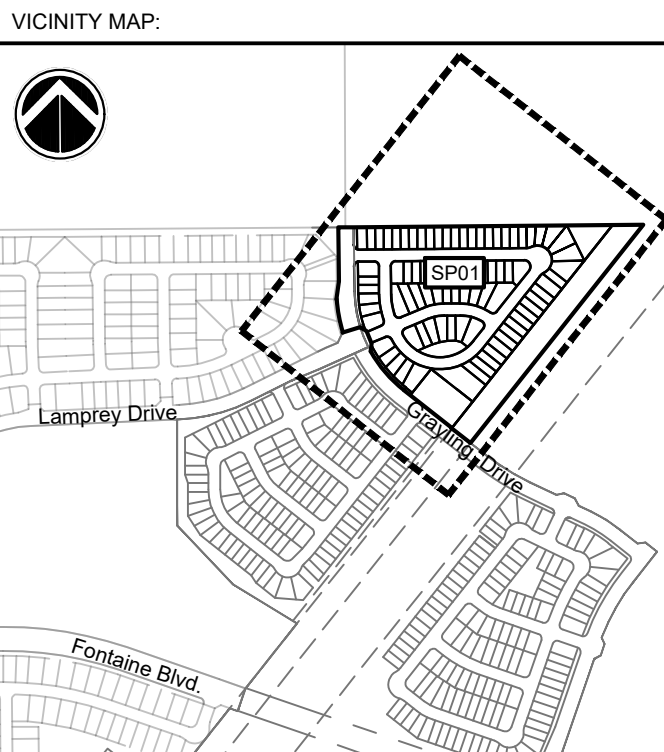 VICINITY MAP:
SP01
Lamprey Drive
Grayling Drive
Fontaine Blvd.